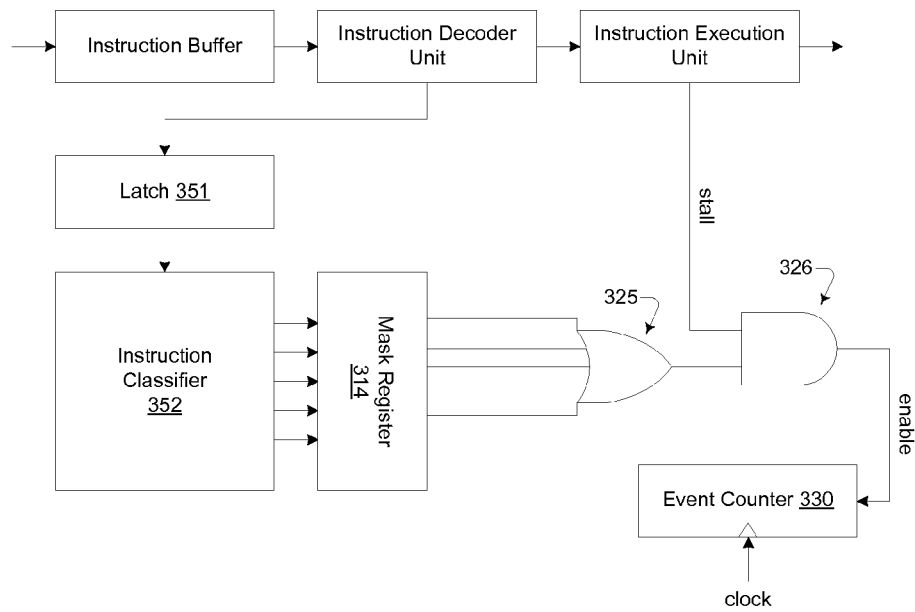 Instruction Buffer
Instruction Decoder
Unit
Instruction Execution
Unit
Latch 351
stall
326
325
Instruction
Classifier
352
Mask Register
314
enable
Event Counter 330
clock